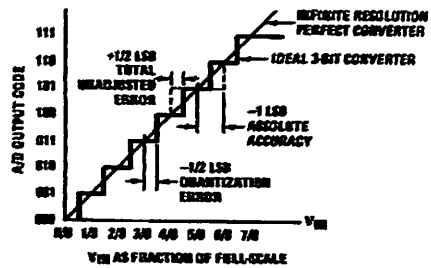 INFINITE RESOLUTION
PERFECT CONVERTER
IDEAL 3-BIT CONVERTER
+1/2 LSB
TOTAL
UNADJUSTED
ERROR
-1 LSB
ABSOLUTE
ACCURACY
-1/2 LSB
QUANTIZATION
ERROR
A/D OUTPUT CODE
111
110
101
100
011
010
001
000
0/8 1/8 2/8 3/8 4/8 5/8 6/8 7/8
VIN
VIN AS FRACTION OF FULL-SCALE